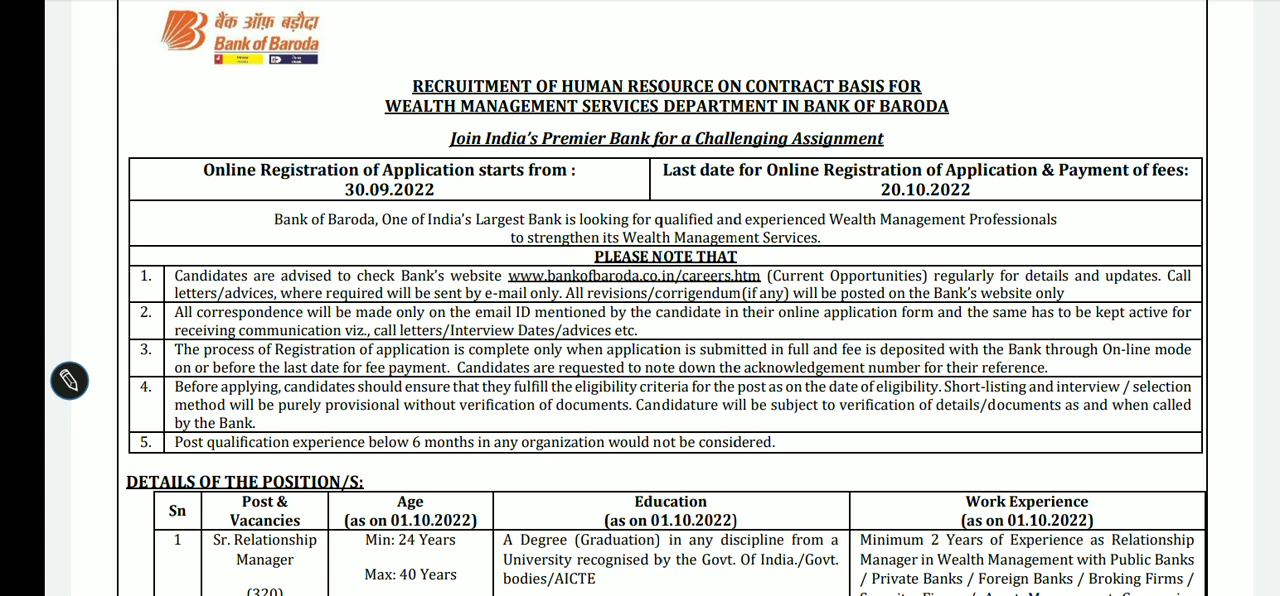 बैंक ऑफ़ बड़ौदा
Bank of Baroda
RECRUITMENT OF HUMAN RESOURCE ON CONTRACT BASIS FOR
WEALTH MANAGEMENT SERVICES DEPARTMENT IN BANK OF BARODA
Join India's Premier Bank for a Challenging Assignment
Online Registration of Application starts from :
30.09.2022
Last date for Online Registration of Application & Payment of fees:
20.10.2022
Bank of Baroda, One of India's Largest Bank is looking for qualified and experienced Wealth Management Professionals
to strengthen its Wealth Management Services.
PLEASE NOTE THAT
1. Candidates are advised to check Bank's website www.bankofbaroda.co.in/careers.htm (Current Opportunities) regularly for details and updates. Call
letters/advices, where required will be sent by e-mail only. All revisions/corrigendum(if any) will be posted on the Bank's website only
2. All correspondence will be made only on the email ID mentioned by the candidate in their online application form and the same has to be kept active for
receiving communication viz., call letters/Interview Dates/advices etc.
3. The process of Registration of application is complete only when application is submitted in full and fee is deposited with the Bank through On-line mode
on or before the last date for fee payment. Candidates are requested to note down the acknowledgement number for their reference.
4. Before applying, candidates should ensure that they fulfill the eligibility criteria for the post as on the date of eligibility. Short-listing and interview / selection
method will be purely provisional without verification of documents. Candidature will be subject to verification of details/documents as and when called
by the Bank.
5. Post qualification experience below 6 months in any organization would not be considered.
DETAILS OF THE POSITION/S:
Sn
Post &
Vacancies
Age
(as on 01.10.2022)
Education
(as on 01.10.2022)
Work Experience
(as on 01.10.2022)
1
Sr. Relationship
Manager
(320)
Min: 24 Years
Max: 40 Years
A Degree (Graduation) in any discipline from a
University recognised by the Govt. Of India./Govt.
bodies/AICTE
Minimum 2 Years of Experience as Relationship
Manager in Wealth Management with Public Banks
/ Private Banks / Foreign Banks / Broking Firms /